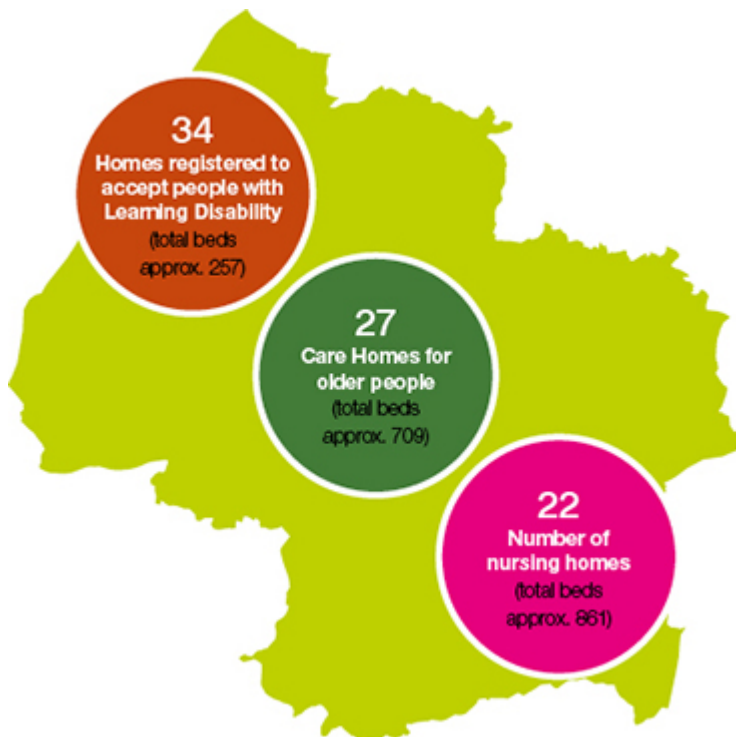 34
Homes registered to
accept people with
Learning Disability
(total beds
approx. 257)
27
Care Homes for
older people
(total beds
approx. 709)
22
Number of
nursing homes
(total beds
approx. 861)